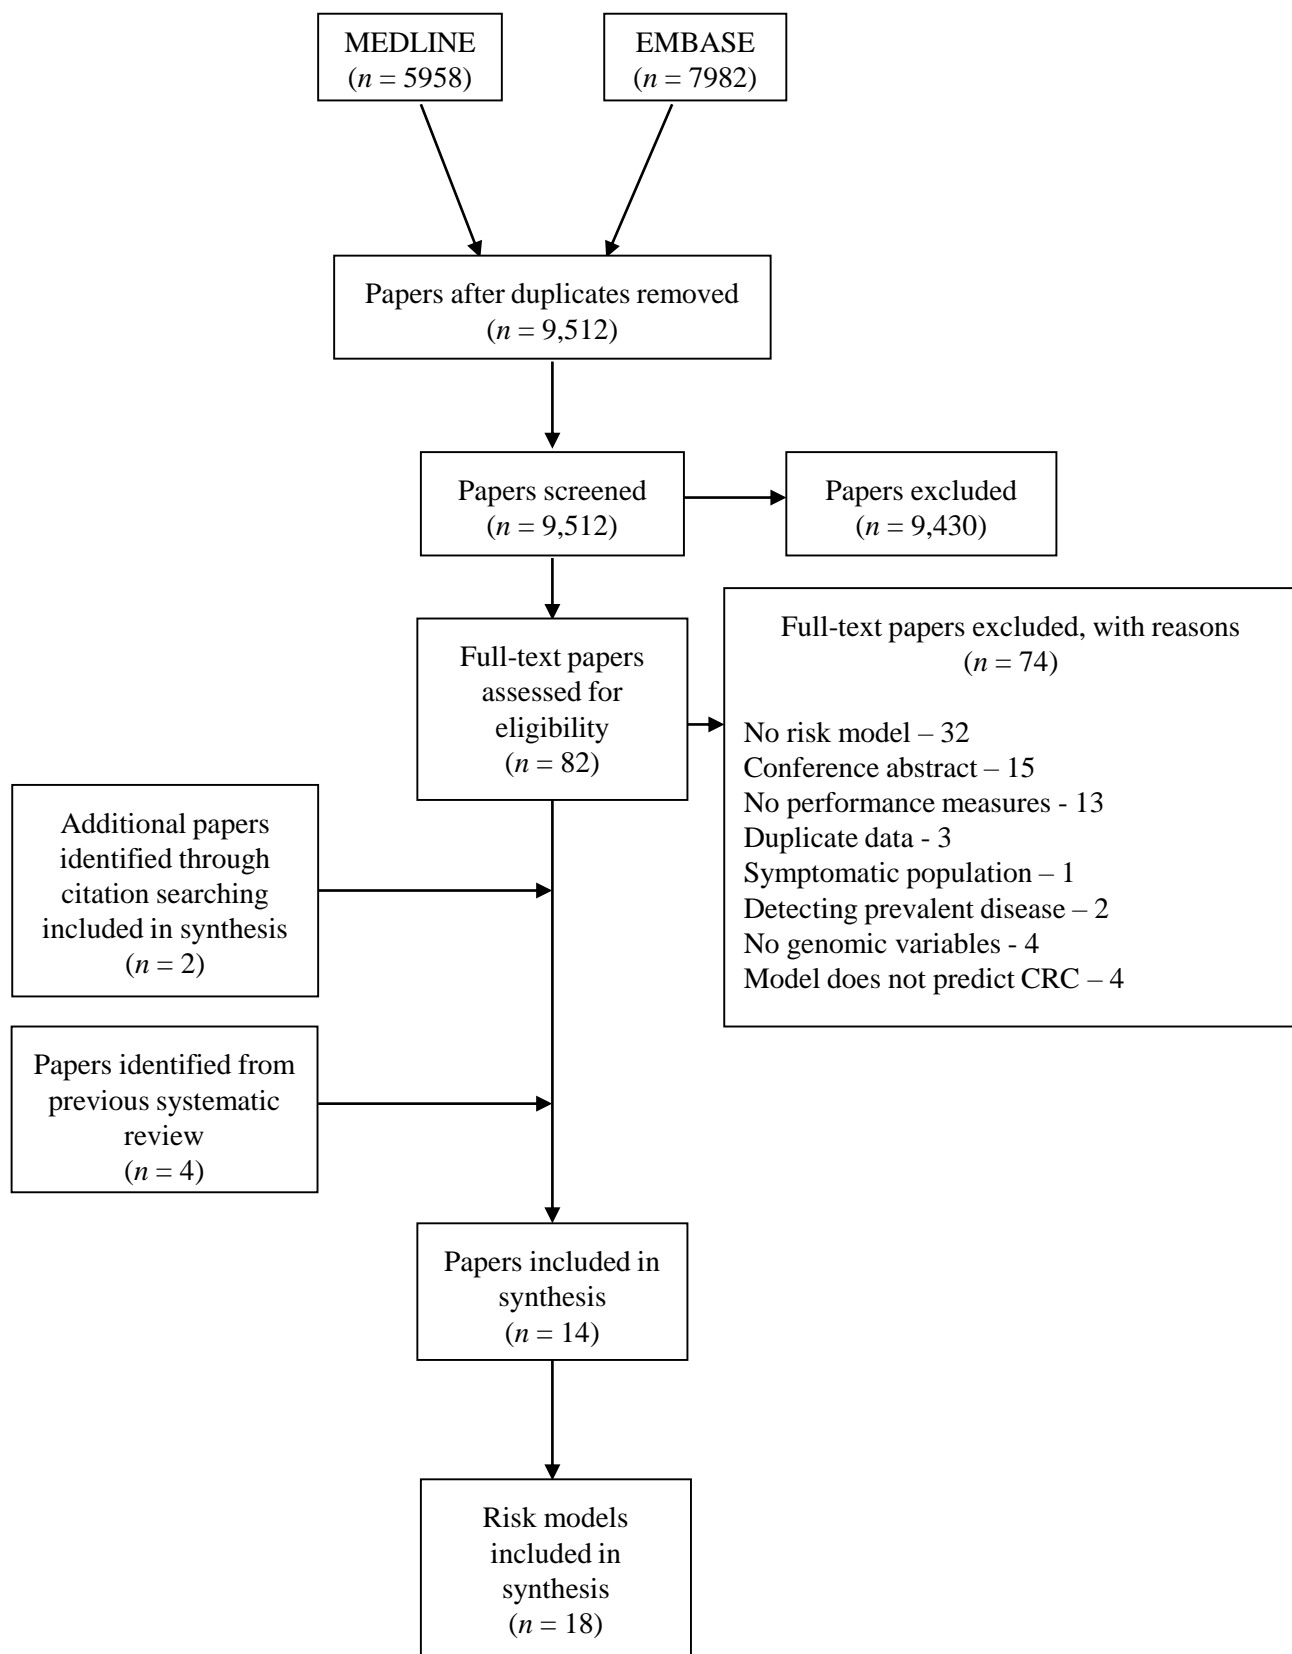 MEDLINE
(n = 5958)
EMBASE
(n = 7982)
Papers after duplicates removed
(n = 9,512)
Papers screened
(n = 9,512)
Papers excluded
(n = 9,430)
Full-text papers
assessed for
eligibility
(n = 82)
Full-text papers excluded, with reasons
(n = 74)
No risk model – 32
Conference abstract – 15
No performance measures - 13
Duplicate data - 3
Symptomatic population – 1
Detecting prevalent disease – 2
No genomic variables - 4
Model does not predict CRC – 4
Additional papers
identified through
citation searching
included in synthesis
(n = 2)
Papers identified from
previous systematic
review
(n = 4)
Papers included in
synthesis
(n = 14)
Risk models
included in
synthesis
(n = 18)